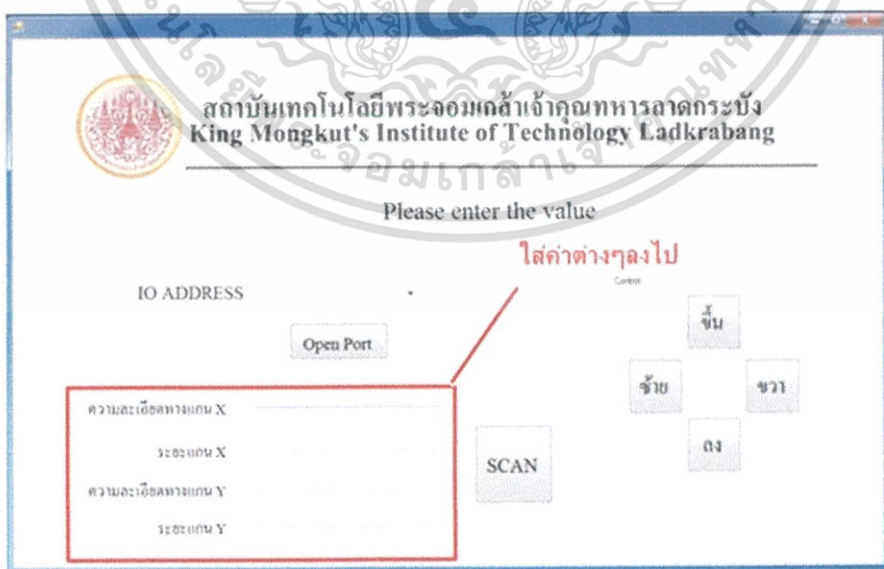 สถาบันเทคโนโลยีพระจอมเกล้าเจ้าคุณทหารลาดกระบัง
King Mongkut's Institute of Technology Ladkrabang
Please enter the value
ใส่ค่าต่างๆลงไป
IO ADDRESS
Control
Open Port
ขึ้น
ซ้าย
ขวา
ลง
ความละเอียดทางแกน X
ระยะแกน X
ความละเอียดทางแกน Y
ระยะแกน Y
SCAN